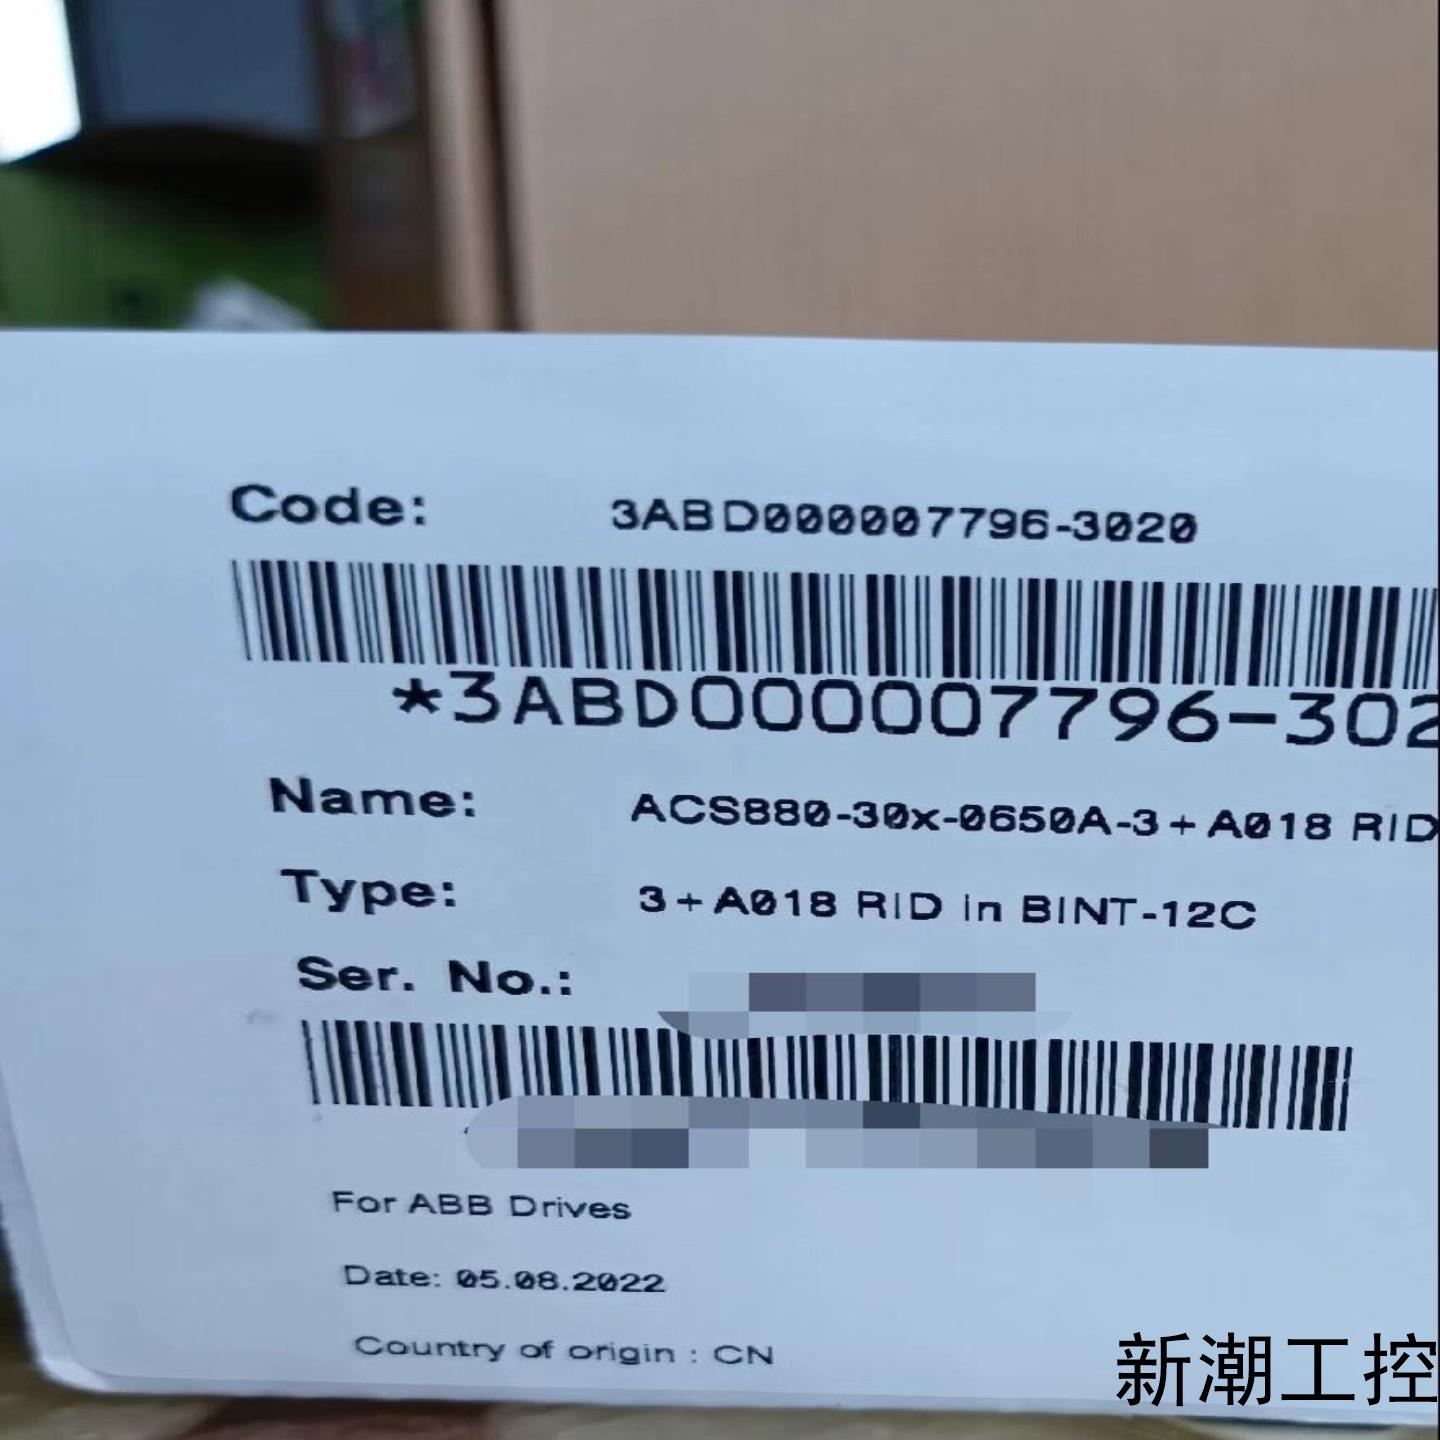 Code: 3ABD000007796-3020
*3ABD000007796-302
Name: ACS880-30x-0650A-3+A018 RID
Type: 3+A018 RID in BINT-12C
Ser. No.:
For ABB Drives
Date: 05.08.2022
Country of origin : CN
新潮工控